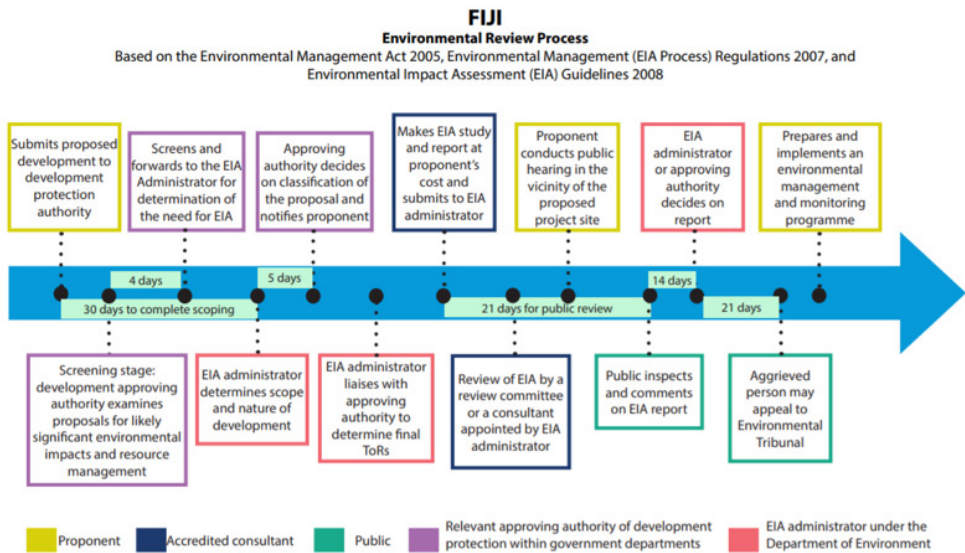 FIJI
Environmental Review Process
Based on the Environmental Management Act 2005, Environmental Management (EIA Process) Regulations 2007, and
Environmental Impact Assessment (EIA) Guidelines 2008
Submits proposed
development to
development
protection
authority
Screens and
forwards to the EIA
Administrator for
determination of
the need for EIA
Approving
authority decides
on classification of
the proposal and
notifies proponent
Makes EIA study
and report at
proponent's
cost and
submits to EIA
administrator
Proponent
conducts public
hearing in the
vicinity of the
proposed
project site
EIA
administrator
or approving
authority
decides on
report
Prepares and
implements an
environmental
management
and monitoring
programme
4 days
5 days
14 days
30 days to complete scoping
21 days for public review
21 days
Screening stage:
development approving
authority examines
proposals for likely
significant environmental
impacts and resource
management
EIA administrator
determines scope
and nature of
development
EIA administrator
liaises with
approving
authority to
determine final
ToRs
Review of EIA by a
review committee
or a consultant
appointed by EIA
administrator
Public inspects
and comments
on EIA report
Aggrieved
person may
appeal to
Environmental
Tribunal
Proponent
Accredited consultant
Public
Relevant approving authority of development
protection within government departments
EIA administrator under the
Department of Environment